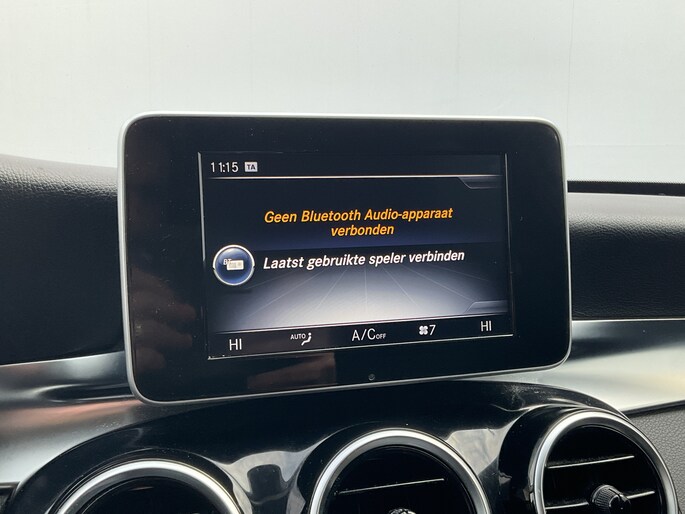 11:15 TA
Geen Bluetooth Audio-apparaat
verbonden
Laatst gebruikte speler verbinden
HI AUTO A/C OFF 7 HI